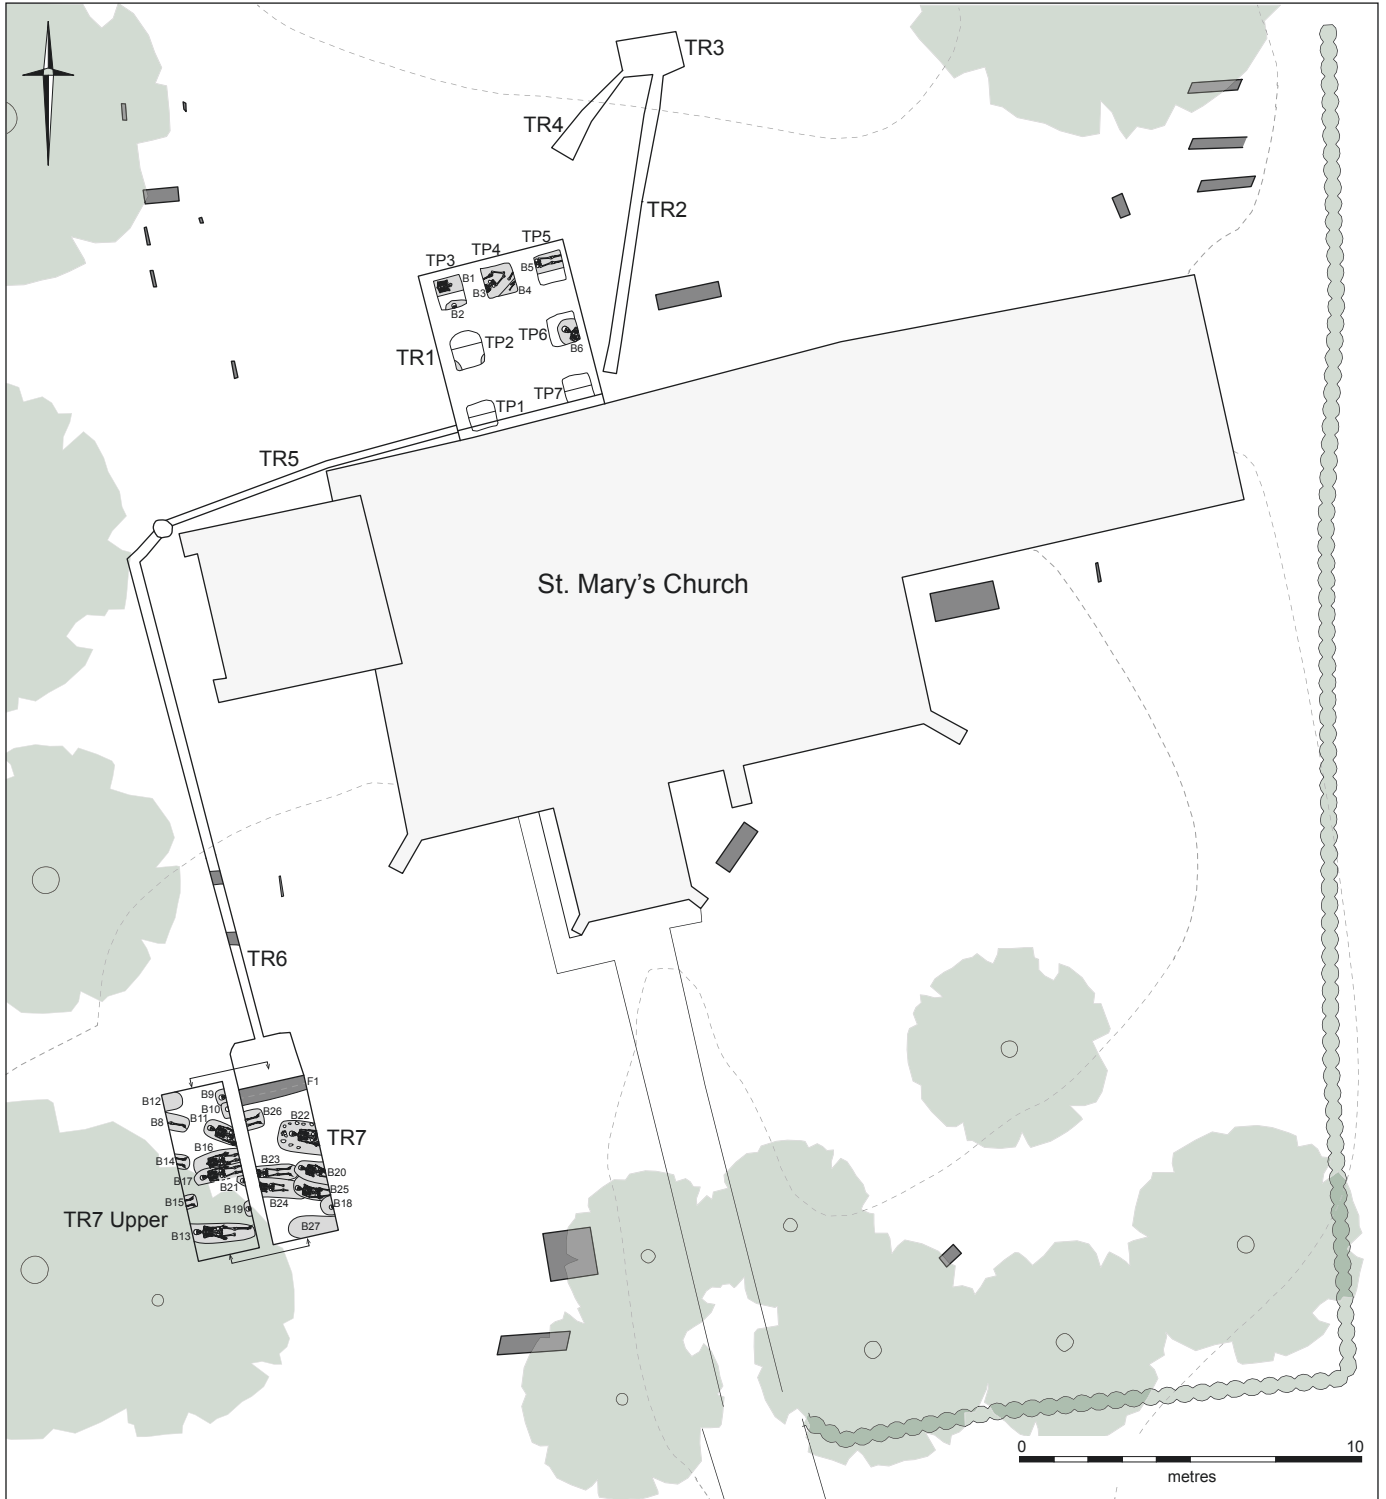 TR3
TR4
TR2
TP5
TP4
TP3
B5
B1
B3
B4
B2
TP6
TP2
B6
TR1
TP7
TP1
TR5
St. Mary's Church
TR6
F1
B12
B9
B10
B26
B22
B8
B11
TR7
B16
B14
B23
B20
B17
B21
B25
B15
B24
B18
B19
TR7 Upper
B27
B13
0 10
metres